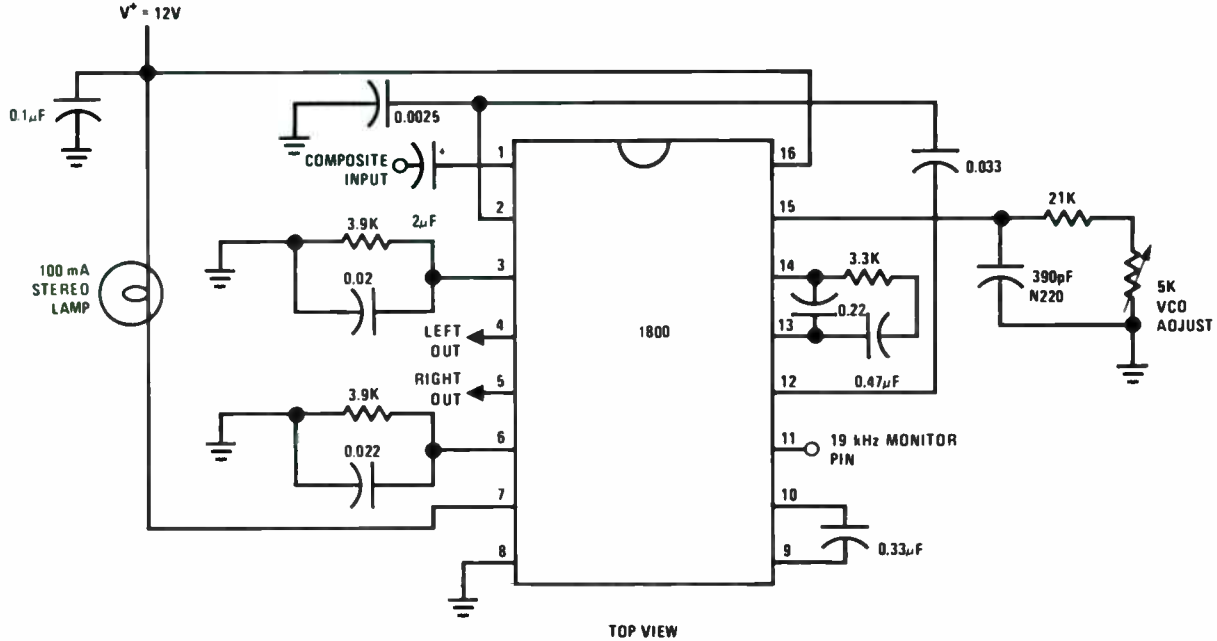 V+ = 12V
0.1µF
0.0025
COMPOSITE
INPUT
+
1
16
0.033
2
15
21K
3.9K
2µF
100 mA
STEREO
LAMP
0.02
3
14
3.3K
390pF
N220
5K
VCO
ADJUST
LEFT
OUT
4
1800
13
0.22
RIGHT
OUT
5
12
0.47µF
3.9K
6
11
19 kHz MONITOR
PIN
0.022
7
10
8
9
0.33µF
TOP VIEW